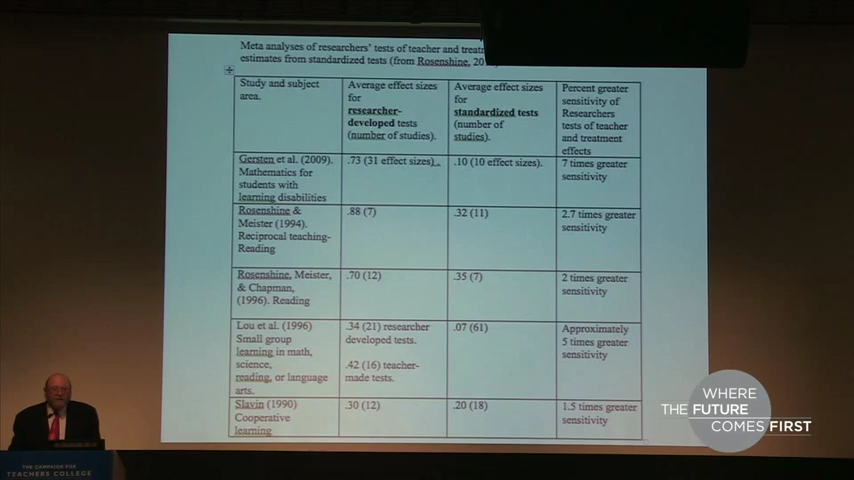 Meta analyses of researchers' tests of teacher and
estimates from standardized tests (from Rosenshine,
Study and subject
area.
Average effect sizes
for
researcher-
developed tests
(number of studies).
Average effect sizes
for
standardized tests
(number of
studies).
Percent greater
sensitivity of
Researchers
tests of teacher
and treatment
effects
Gersten et al. (2009).
Mathematics for
students with
learning disabilities
.73 (31 effect sizes)
.10 (10 effect sizes).
7 times greater
sensitivity
Rosenshine &
Meister (1994).
Reciprocal teaching-
Reading
.88 (7)
.32 (11)
2.7 times greater
sensitivity
Rosenshine, Meister,
& Chapman,
(1996). Reading
.70 (12)
.35 (7)
2 times greater
sensitivity
Lou et al. (1996)
Small group
learning in math,
science,
reading, or language
arts.
.34 (21) researcher
developed tests.
.42 (16) teacher-
made tests.
.07 (61)
Approximately
5 times greater
sensitivity
Slavin (1990)
Cooperative
learning
.30 (12)
.20 (18)
1.5 times greater
sensitivity
WHERE
THE FUTURE
COMES FIRST
THE CAMPAIGN FOR
TEACHERS COLLEGE